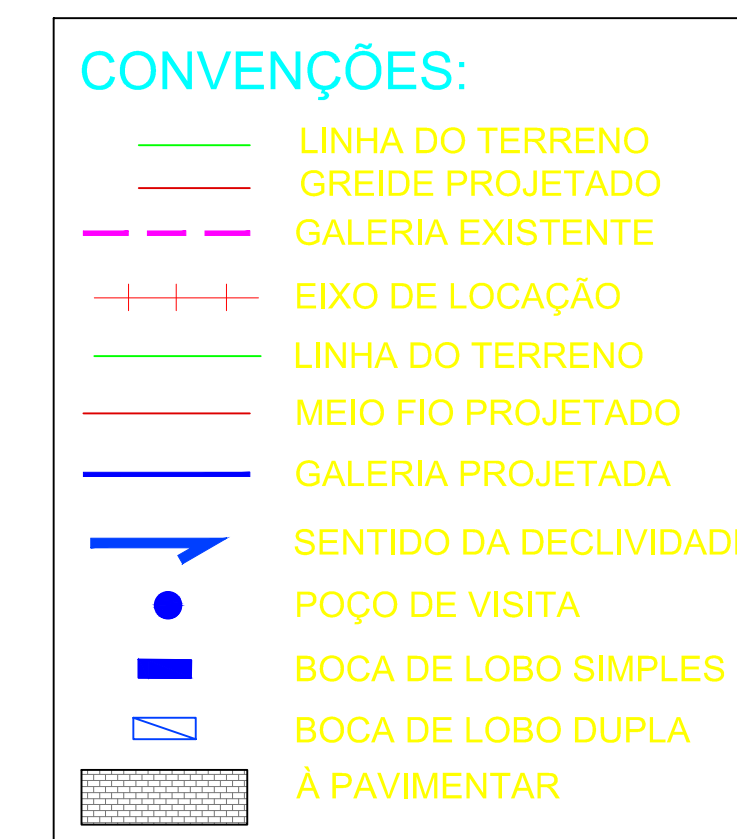 CONVENÇÕES:
LINHA DO TERRENO
GREIDE PROJETADO
GALERIA EXISTENTE
EIXO DE LOCAÇÃO
LINHA DO TERRENO
MEIO FIO PROJETADO
GALERIA PROJETADA
SENTIDO DA DECLIVIDAD
POÇO DE VISITA
BOCA DE LOBO SIMPLES
BOCA DE LOBO DUPLA
À PAVIMENTAR